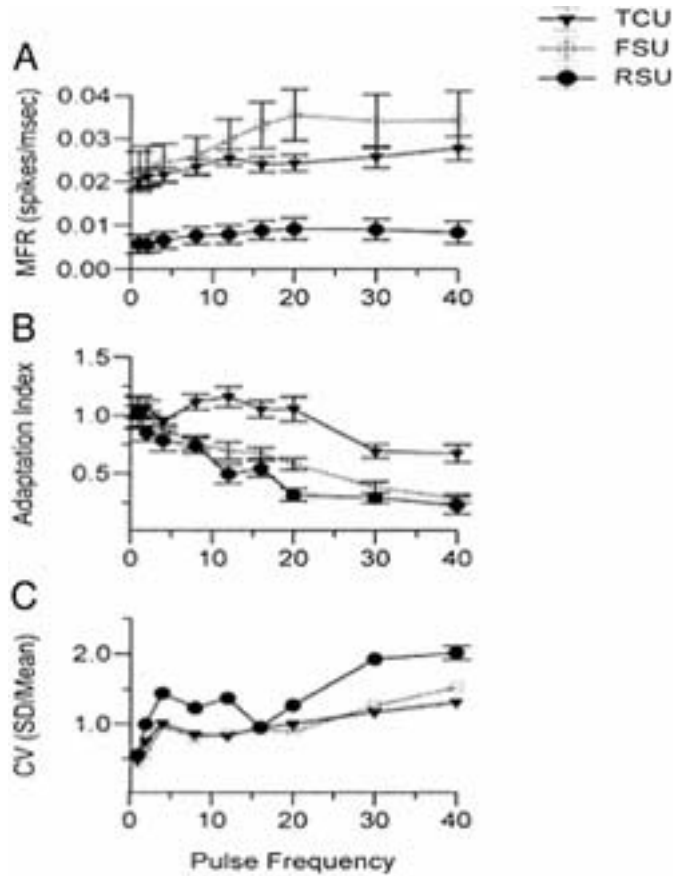 TCU
FSU
RSU
A
MFR (spikes/msec)
0.04
0.03
0.02
0.01
0.00
0 10 20 30 40
B
Adaptation Index
1.5
1.0
0.5
0 10 20 30 40
C
CV (SD/Mean)
2.0
1.0
0 10 20 30 40
Pulse Frequency